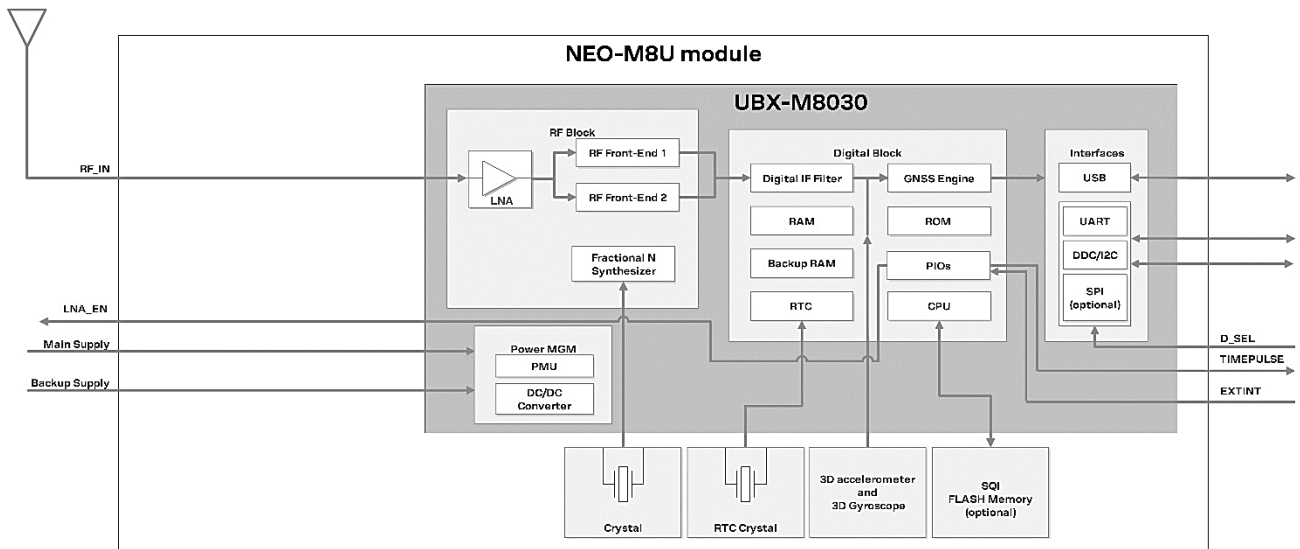 NEO-M8U module
UBX-M8030
RF Block
RF_IN
LNA
RF Front-End 1
RF Front-End 2
Fractional N
Synthesizer
Digital Block
Digital IF Filter
GNSS Engine
RAM
ROM
Backup RAM
PIOs
RTC
CPU
Interfaces
USB
UART
DDC/I2C
SPI
(optional)
LNA_EN
Main Supply
Backup Supply
Power MGM
PMU
DC/DC
Converter
D_SEL
TIMEPULSE
EXTINT
Crystal
RTC Crystal
3D accelerometer
and
3D Gyroscope
SQI
FLASH Memory
(optional)